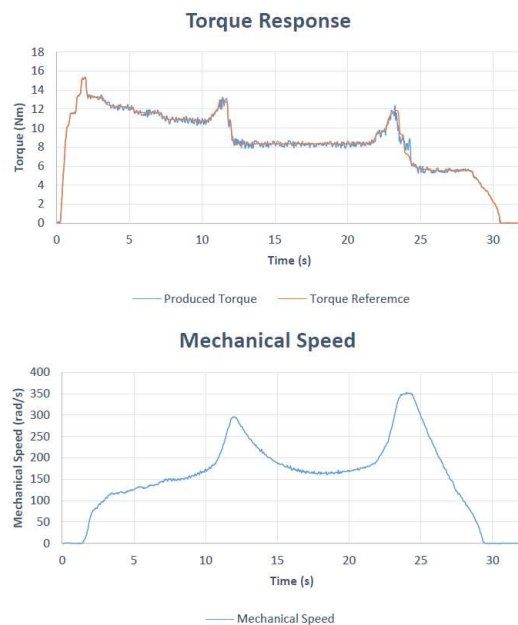 Torque Response
Torque (Nm)
18
16
14
12
10
8
6
4
2
0
0 5 10 15 20 25 30
Time (s)
Produced Torque Torque Referemce
Mechanical Speed
Mechanical Speed (rad/s)
400
350
300
250
200
150
100
50
0
0 5 10 15 20 25 30
Time (s)
Mechanical Speed